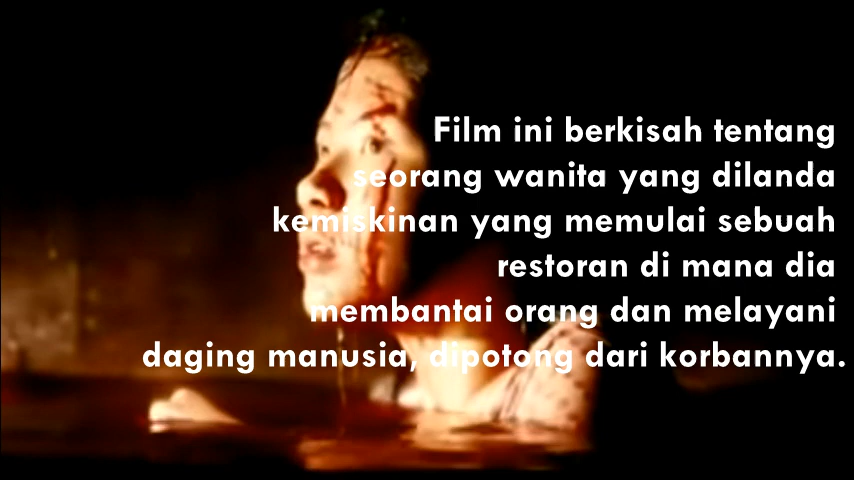 Film ini berkisah tentang
seorang wanita yang dilanda
kemiskinan yang memulai sebuah
restoran di mana dia
membantai orang dan melayani
daging manusia, dipotong dari korbannya.